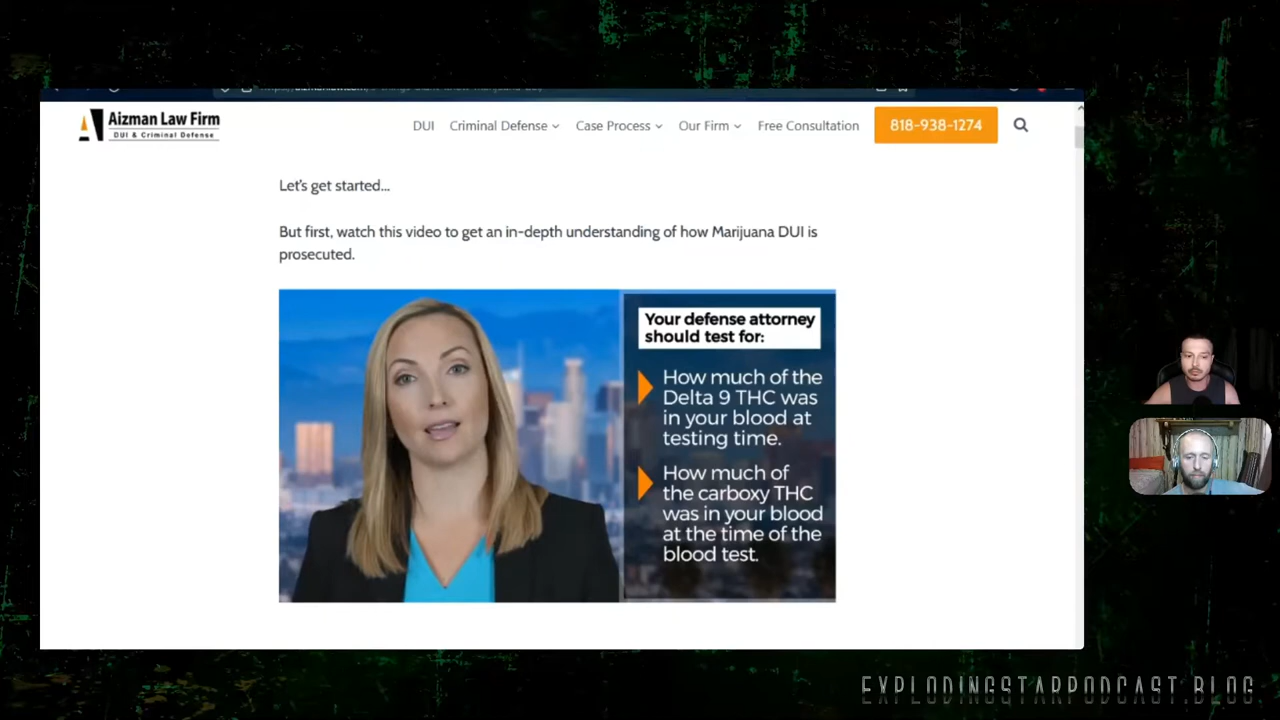 Aizman Law Firm
DUI & Criminal Defense
DUI
Criminal Defense
Case Process
Our Firm
Free Consultation
818-938-1274
Let's get started...
But first, watch this video to get an in-depth understanding of how Marijuana DUI is
prosecuted.
Your defense attorney
should test for:
How much of the
Delta 9 THC was
in your blood at
testing time.
How much of
the carboxy THC
was in your blood
at the time of the
blood test.
EXPLODINGSTARPODCAST.BLOG